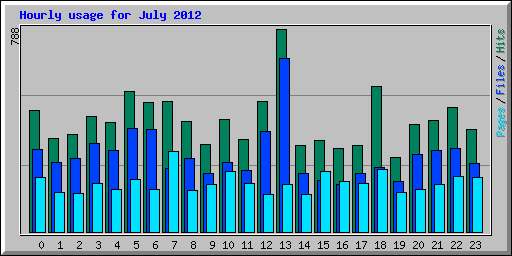 Hourly usage for July 2012
788
Pages / Files / Hits
0 1 2 3 4 5 6 7 8 9 10 11 12 13 14 15 16 17 18 19 20 21 22 23